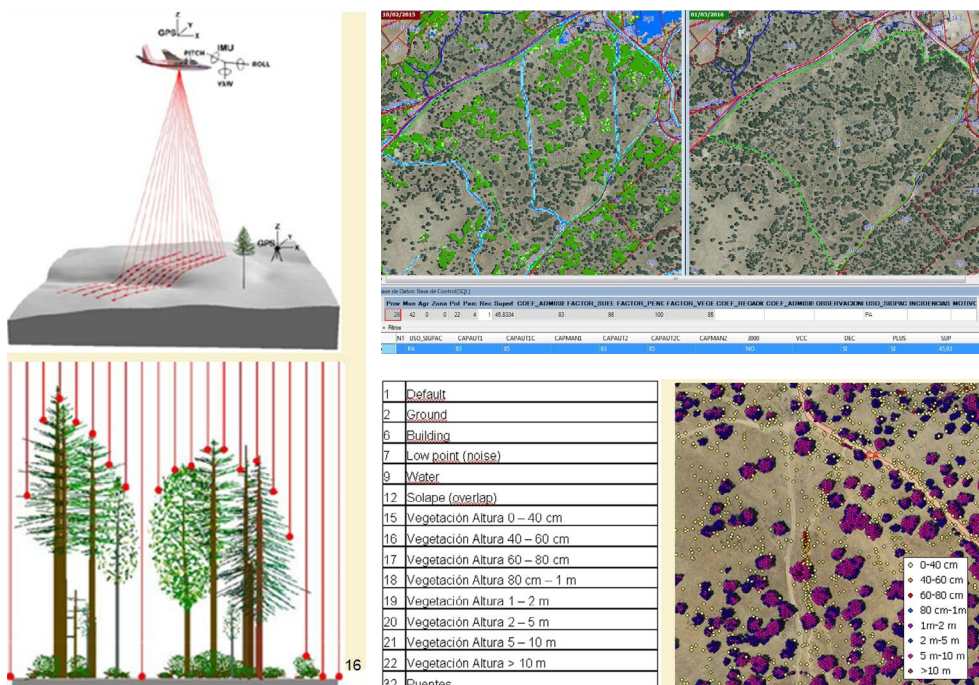 Z
GPS
Y
X
IMU
PITCH
ROLL
YAW
Z
GPS
Y
X
16
10/02/2015
01/03/2016
Base de Datos: Base de Control(SQL)
Prov Mun Agr Zona Pol Parc Rec Superf COEF_ADMISIE FACTOR_SUEL FACTOR_PENE FACTOR_VEGE COEF_REGADI COEF_ADMISIE OBSERVACION USO_SIGPAC INCIDENCIAS MOTIVO
28 42 0 0 22 4 1 45,8334 83 98 100 85 PA
Filtros
NT USO_SIGPAC CAPAUT1 CAPAUT1C CAPMAN1 CAPAUT2 CAPAUT2C CAPMAN2 3000 VCC DEC PLUS SUP
PA 83 85 83 85 NO SI SI 45,83
1 Default
2 Ground
6 Building
7 Low point (noise)
9 Water
12 Solape (overlap)
15 Vegetación Altura 0 – 40 cm
16 Vegetación Altura 40 – 60 cm
17 Vegetación Altura 60 – 80 cm
18 Vegetación Altura 80 cm – 1 m
19 Vegetación Altura 1 – 2 m
20 Vegetación Altura 2 – 5 m
21 Vegetación Altura 5 – 10 m
22 Vegetación Altura > 10 m
32 Puentes
0-40 cm
40-60 cm
60-80 cm
80 cm-1m
1m-2 m
2 m-5 m
5 m-10 m
>10 m